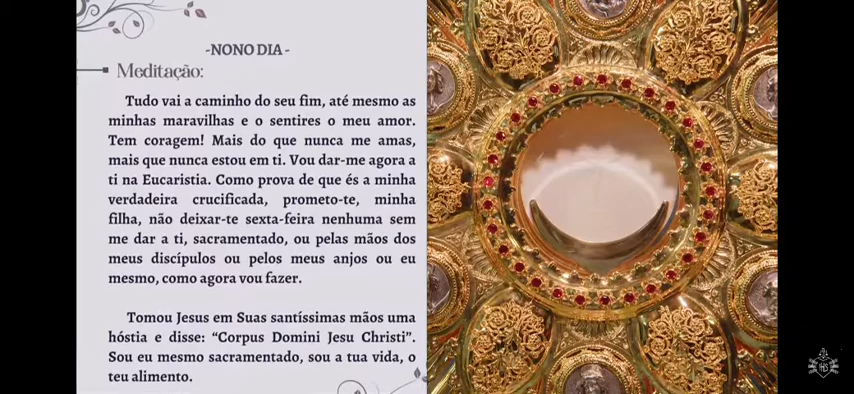 -NONO DIA -
Meditação:
Tudo vai a caminho do seu fim, até mesmo as
minhas maravilhas e o sentires o meu amor.
Tem coragem! Mais do que nunca me amas,
mais que nunca estou em ti. Vou dar-me agora a
ti na Eucaristia. Como prova de que és a minha
verdadeira crucificada, prometo-te, minha
filha, não deixar-te sexta-feira nenhuma sem
me dar a ti, sacramentado, ou pelas mãos dos
meus discípulos ou pelos meus anjos ou eu
mesmo, como agora vou fazer.
Tomou Jesus em Suas santíssimas mãos uma
hóstia e disse: “Corpus Domini Jesu Christi”.
Sou eu mesmo sacramentado, sou a tua vida, o
teu alimento.
IHS